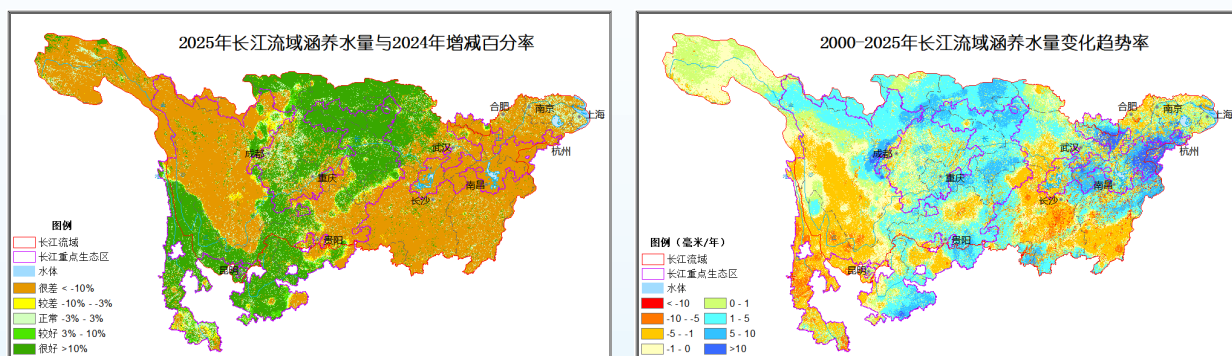 2025年长江流域涵养水量与2024年增减百分率
合肥
南京
上海
杭州
武汉
成都
重庆
南昌
长沙
贵阳
昆明
图例
长江流域
长江重点生态区
水体
很差 < -10%
较差 -10% - -3%
正常 -3% - 3%
较好 3% - 10%
很好 >10%
2000-2025年长江流域涵养水量变化趋势率
合肥
南京
上海
杭州
武汉
成都
重庆
南昌
长沙
贵阳
昆明
图例（毫米/年）
长江流域
长江重点生态区
水体
< -10
0 - 1
-10 - -5
1 - 5
-5 - -1
5 - 10
-1 - 0
>10